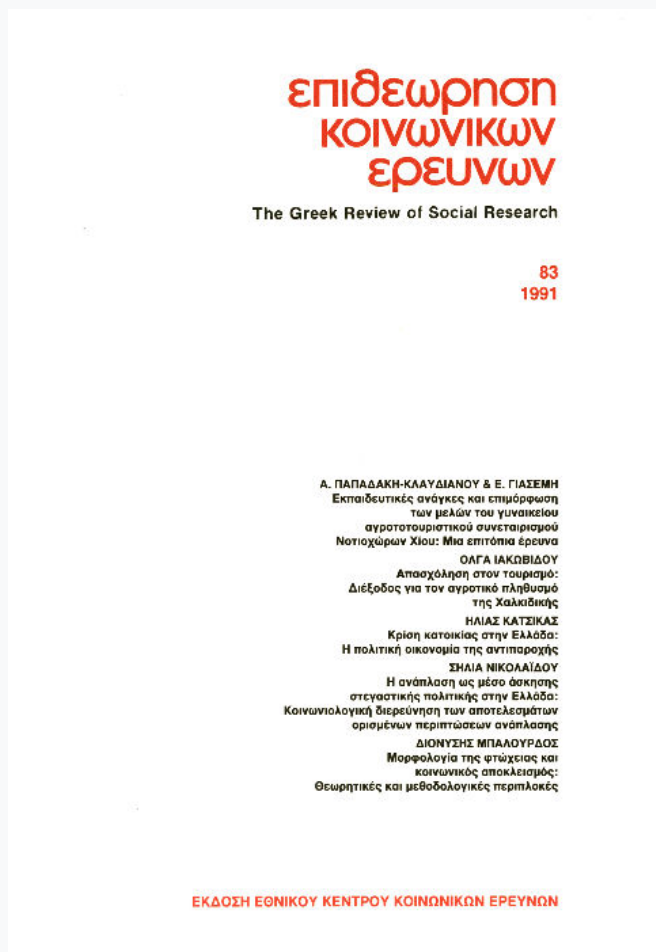 επιθεωρηση
κοινωνικων
ερευνων
The Greek Review of Social Research
83
1991
Α. ΠΑΠΑΔΑΚΗ-ΚΛΑΥΔΙΑΝΟΥ & Ε. ΓΙΑΣΕΜΗ
Εκπαιδευτικές ανάγκες και επιμόρφωση
των μελών του γυναικείου
αγροτοτουριστικού συνεταιρισμού
Νοτιοχώρων Χίου: Μια επιτόπια έρευνα
ΟΛΓΑ ΙΑΚΩΒΙΔΟΥ
Απασχόληση στον τουρισμό:
Διέξοδος για τον αγροτικό πληθυσμό
της Χαλκιδικής
ΗΛΙΑΣ ΚΑΤΣΙΚΑΣ
Κρίση κατοικίας στην Ελλάδα:
Η πολιτική οικονομία της αντιπαροχής
ΣΗΛΙΑ ΝΙΚΟΛΑΪΔΟΥ
Η ανάπλαση ως μέσο άσκησης
στεγαστικής πολιτικής στην Ελλάδα:
Κοινωνιολογική διερεύνηση των αποτελεσμάτων
ορισμένων περιπτώσεων ανάπλασης
ΔΙΟΝΥΣΗΣ ΜΠΑΛΟΥΡΔΟΣ
Μορφολογία της φτώχειας και
κοινωνικός αποκλεισμός:
Θεωρητικές και μεθοδολογικές περιπλοκές
ΕΚΔΟΣΗ ΕΘΝΙΚΟΥ ΚΕΝΤΡΟΥ ΚΟΙΝΩΝΙΚΩΝ ΕΡΕΥΝΩΝ